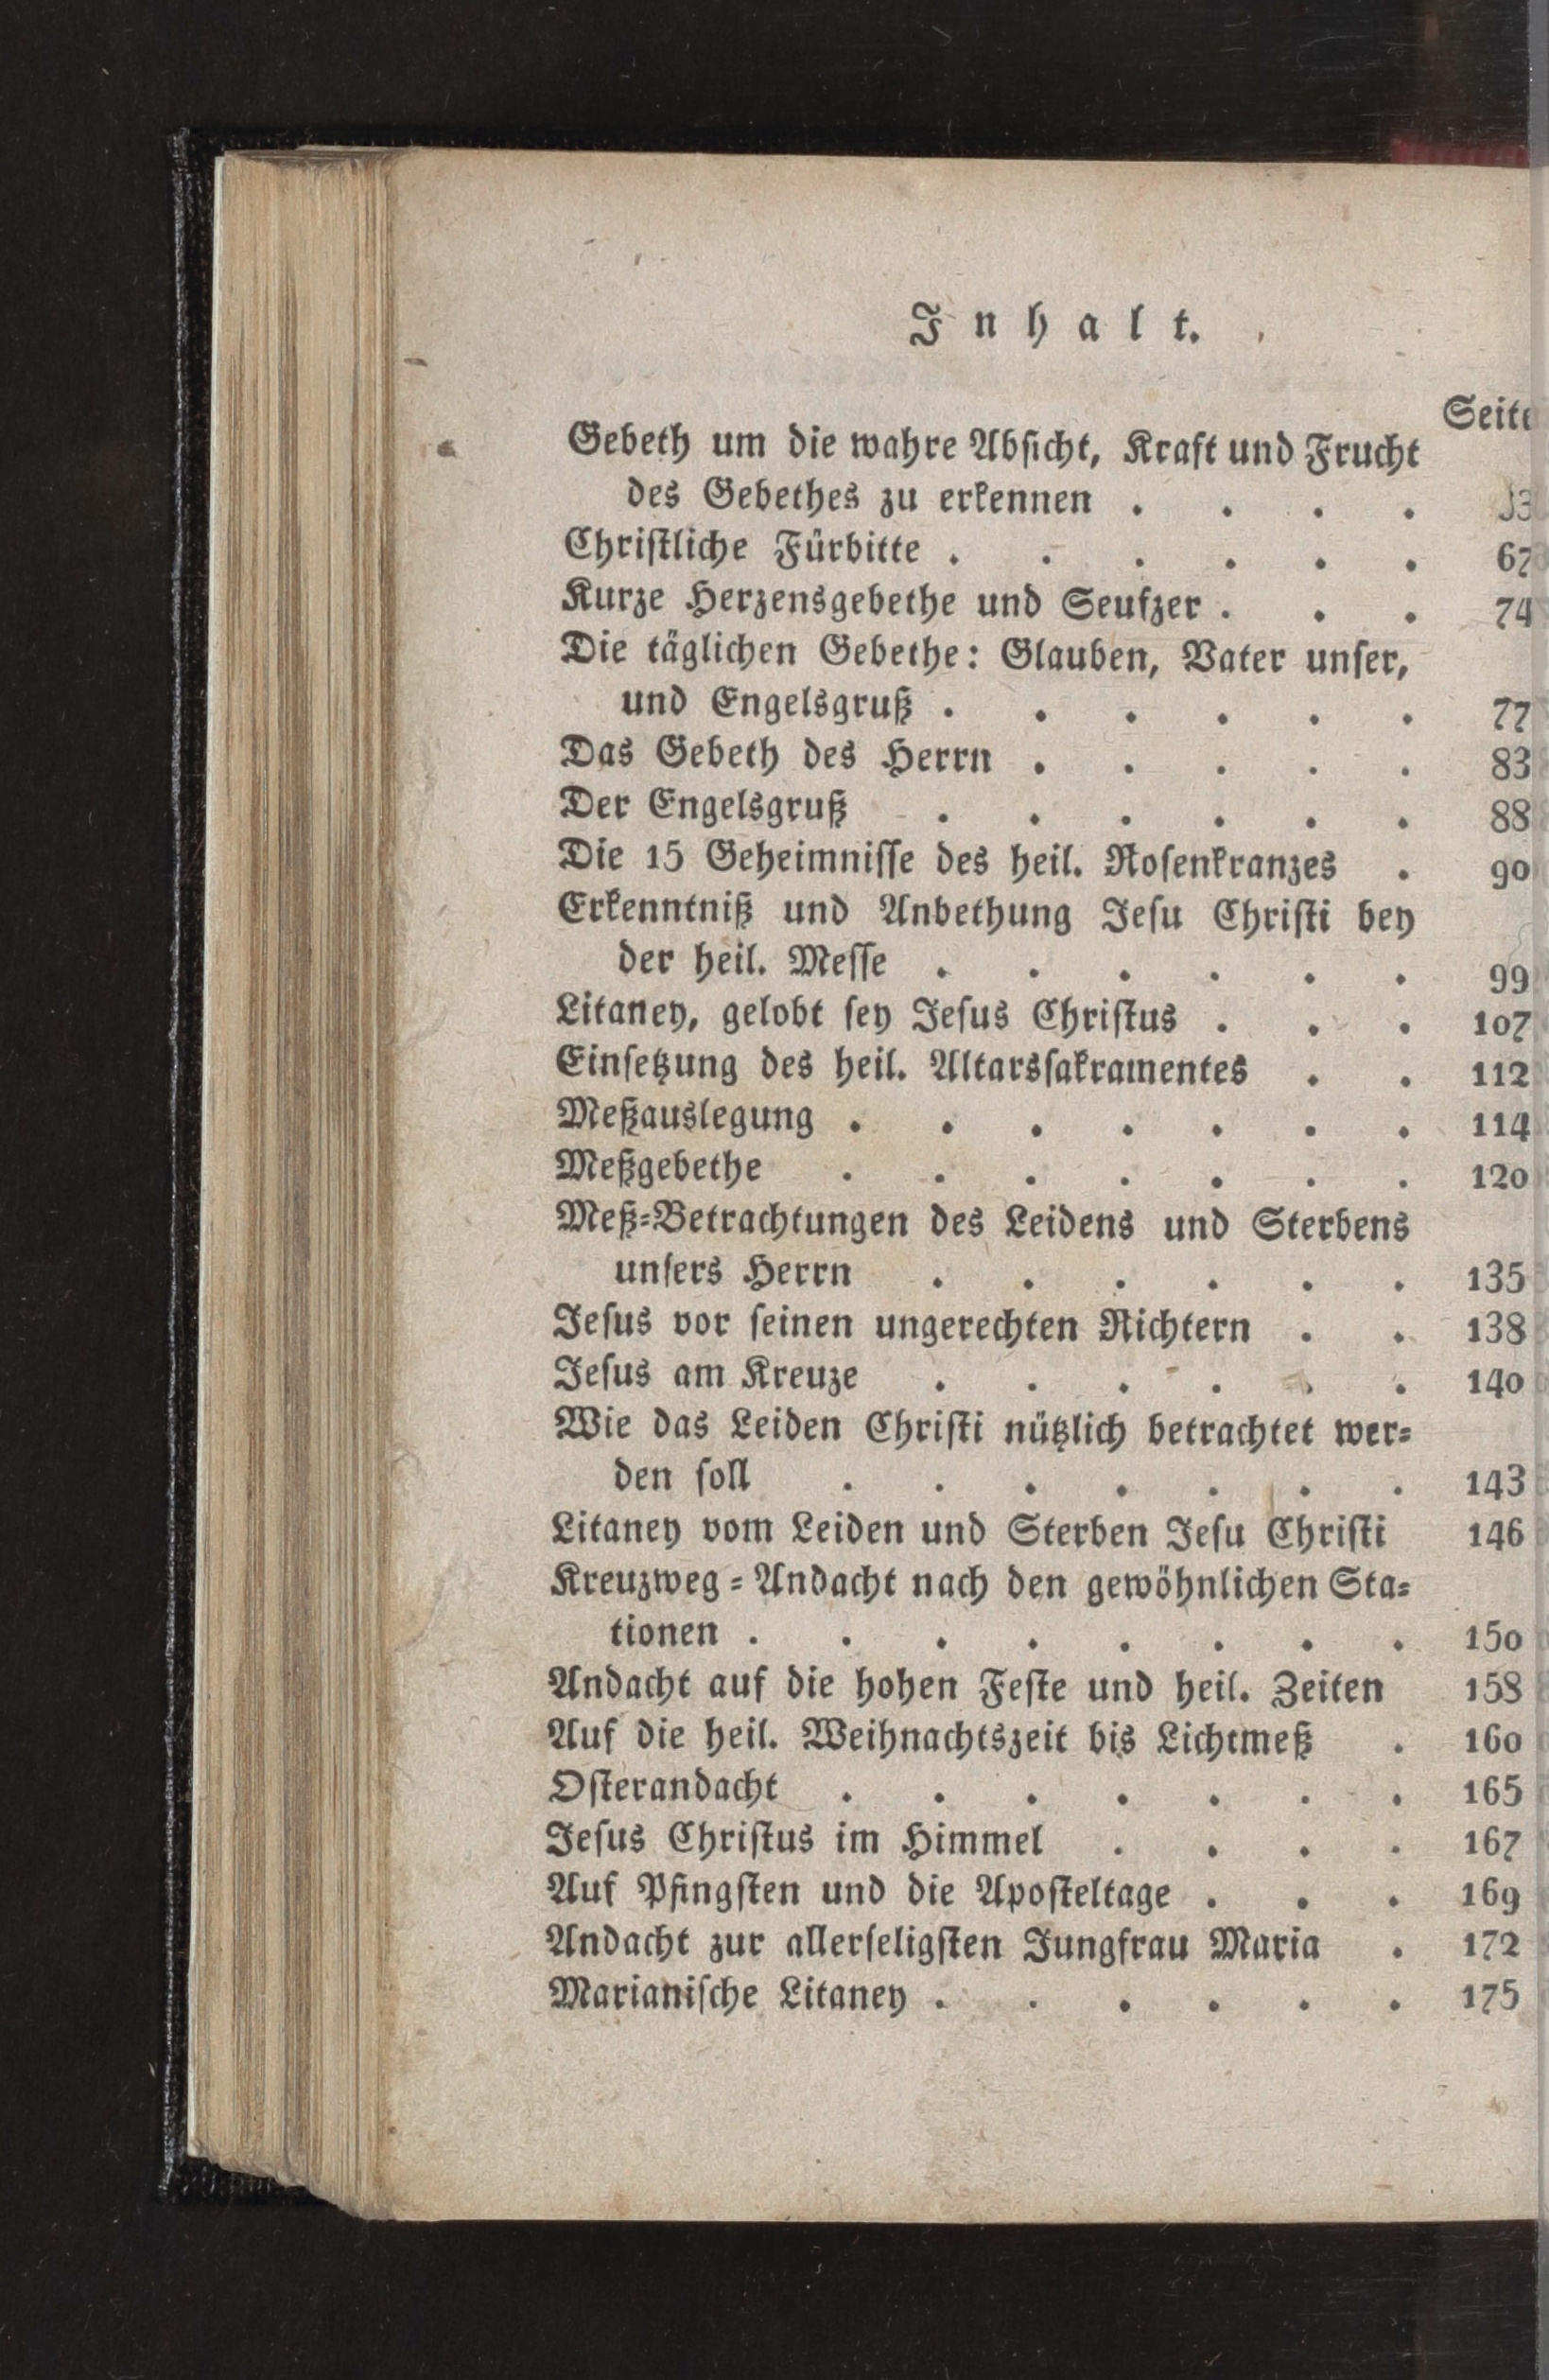 Inhalt.
Seite
Gebeth um die wahre Absicht, Kraft und Frucht
des Gebethes zu erkennen . . . .
Christliche Fürbitte . . . . . . 67
Kurze Herzensgebethe und Seufzer . . . 74
Die täglichen Gebethe: Glauben, Vater unser,
und Engelsgruß . . . . . . 77
Das Gebeth des Herrn . . . . . 83
Der Engelsgruß . . . . . . 88
Die 15 Geheimnisse des heil. Rosenkranzes . 90
Erkenntniß und Anbethung Jesu Christi bey
der heil. Messe . . . . . . 99
Litaney, gelobt sey Jesus Christus . . . 107
Einsetzung des heil. Altarssakramentes . . 112
Meßauslegung . . . . . . . 114
Meßgebethe . . . . . . . 120
Meß=Betrachtungen des Leidens und Sterbens
unsers Herrn . . . . . . 135
Jesus vor seinen ungerechten Richtern . . 138
Jesus am Kreuze . . . . . . 140
Wie das Leiden Christi nützlich betrachtet wer=
den soll . . . . . . . 143
Litaney vom Leiden und Sterben Jesu Christi 146
Kreuzweg = Andacht nach den gewöhnlichen Sta=
tionen . . . . . . . . 150
Andacht auf die hohen Feste und heil. Zeiten 158
Auf die heil. Weihnachtszeit bis Lichtmeß . 160
Osterandacht . . . . . . . 165
Jesus Christus im Himmel . . . . 167
Auf Pfingsten und die Aposteltage . . . 169
Andacht zur allerseligsten Jungfrau Maria . 172
Marianische Litaney . . . . . . 175